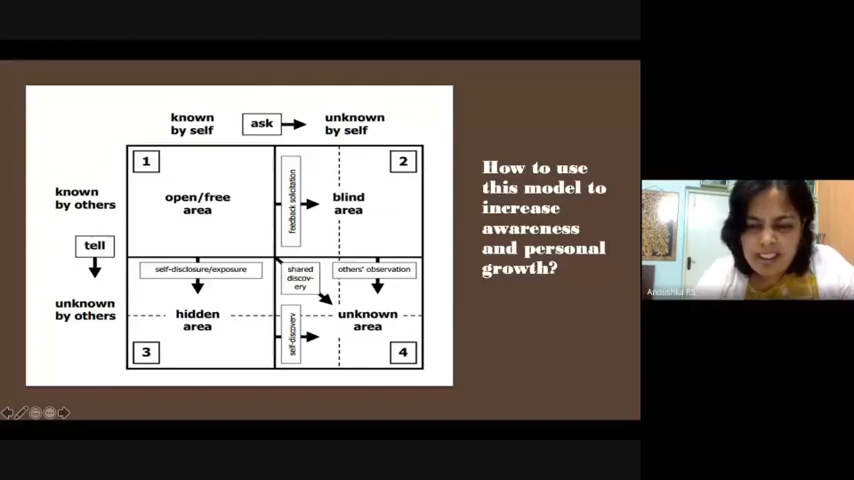 known
by self
ask
unknown
by self
1
2
known
by others
open/free
area
feedback solicitation
blind
area
tell
self-disclosure/exposure
shared
discov-
ery
others' observation
unknown
by others
hidden
area
self-discovery
unknown
area
3
4
How to use
this model to
increase
awareness
and personal
growth?
Anoushka P.S